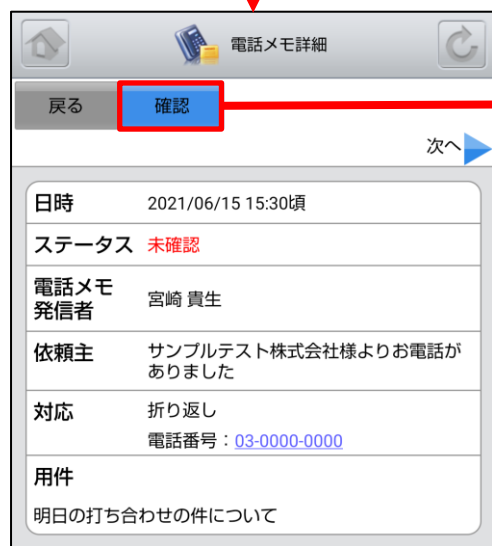 電話メモ詳細
戻る
確認
次へ
日時 2021/06/15 15:30頃
ステータス 未確認
電話メモ
発信者 宮崎 貴生
依頼主 サンプルテスト株式会社様よりお電話が
ありました
対応 折り返し
電話番号：03-0000-0000
用件
明日の打ち合わせの件について